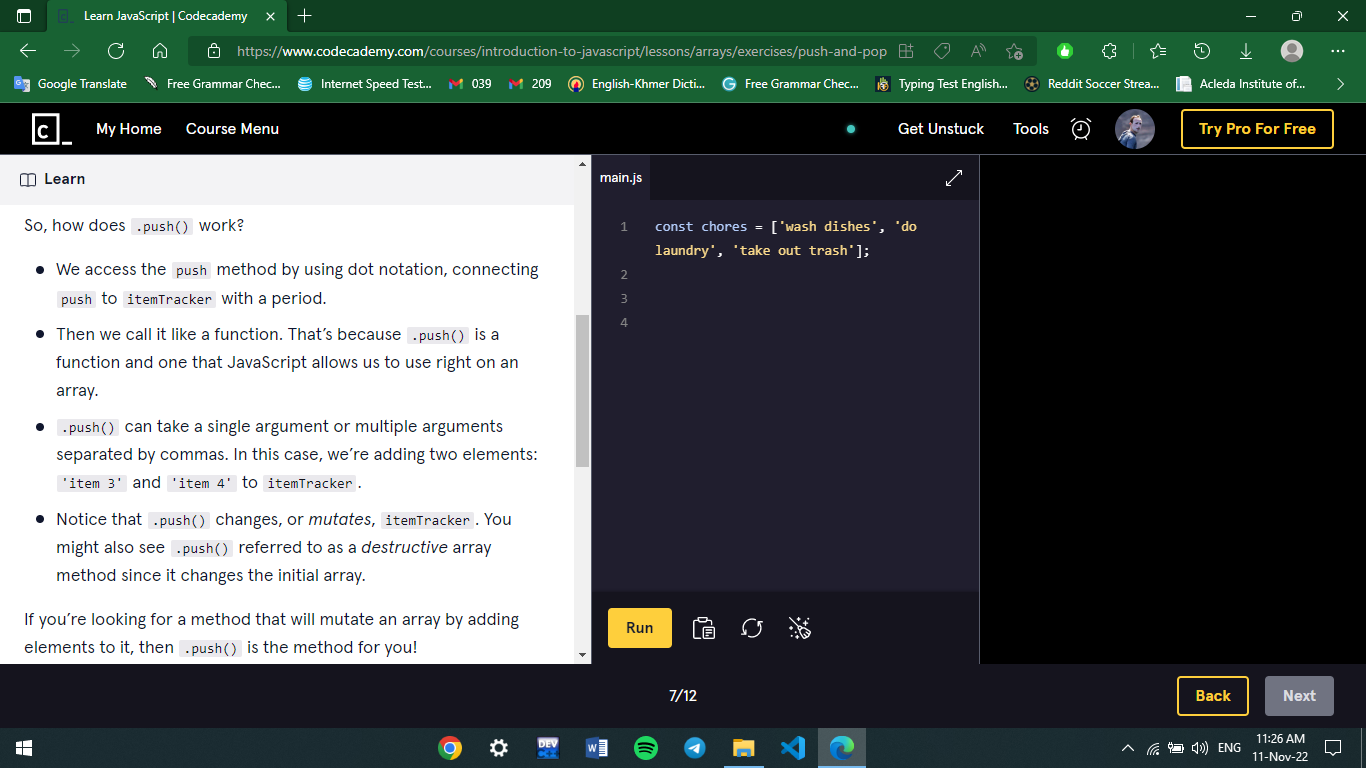 Learn JavaScript | Codecademy
https://www.codecademy.com/courses/introduction-to-javascript/lessons/arrays/exercises/push-and-pop
Google Translate
Free Grammar Chec...
Internet Speed Test...
039
209
English-Khmer Dicti...
Free Grammar Chec...
Typing Test English...
Reddit Soccer Strea...
Acleda Institute of...
c_
My Home
Course Menu
Get Unstuck
Tools
Try Pro For Free
Learn
So, how does .push() work?
We access the push method by using dot notation, connecting
push to itemTracker with a period.
Then we call it like a function. That’s because .push() is a
function and one that JavaScript allows us to use right on an
array.
.push() can take a single argument or multiple arguments
separated by commas. In this case, we’re adding two elements:
'item 3' and 'item 4' to itemTracker.
Notice that .push() changes, or mutates, itemTracker. You
might also see .push() referred to as a destructive array
method since it changes the initial array.
If you’re looking for a method that will mutate an array by adding
elements to it, then .push() is the method for you!
main.js
1 const chores = ['wash dishes', 'do
laundry', 'take out trash'];
2
3
4
Run
7/12
Back
Next
DEV
ENG
11:26 AM
11-Nov-22